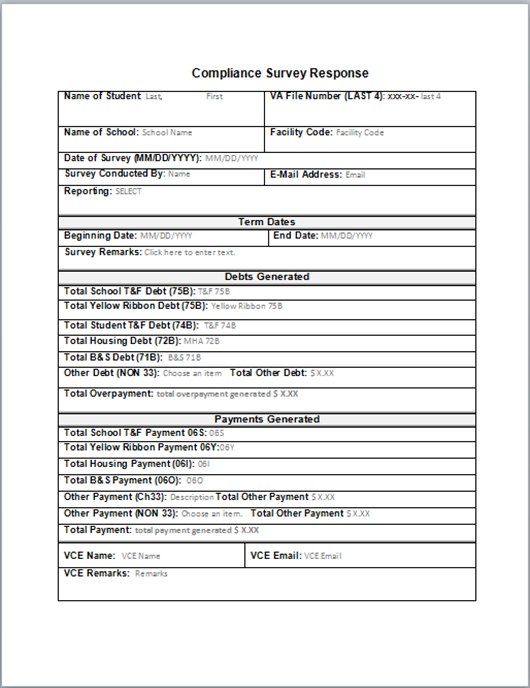 Compliance Survey Response
Name of Student Last, First VA File Number (LAST 4): xxx-xx- last 4
Name of School: School Name Facility Code: Facility Code
Date of Survey (MM/DD/YYYY): MM/DD/YYYY
Survey Conducted By: Name E-Mail Address: Email
Reporting: SELECT
Term Dates
Beginning Date: MM/DD/YYYY End Date: MM/DD/YYYY
Survey Remarks: Click here to enter text.
Debts Generated
Total School T&F Debt (75B): T&F 75B
Total Yellow Ribbon Debt (75B): Yellow Ribbon 75B
Total Student T&F Debt (74B): T&F 74B
Total Housing Debt (72B): MHA 72B
Total B&S Debt (71B): B&S 71B
Other Debt (NON 33): Choose an item Total Other Debt: $ X.XX
Total Overpayment: total overpayment generated $ X.XX
Payments Generated
Total School T&F Payment 06S: 06S
Total Yellow Ribbon Payment 06Y:06Y
Total Housing Payment (06I): 06I
Total B&S Payment (06O): 06O
Other Payment (Ch33): Description Total Other Payment $ X.XX
Other Payment (NON 33): Choose an item. Total Other Payment $ X.XX
Total Payment: total payment generated $ X.XX
VCE Name: VCE Name VCE Email: VCE Email
VCE Remarks: Remarks